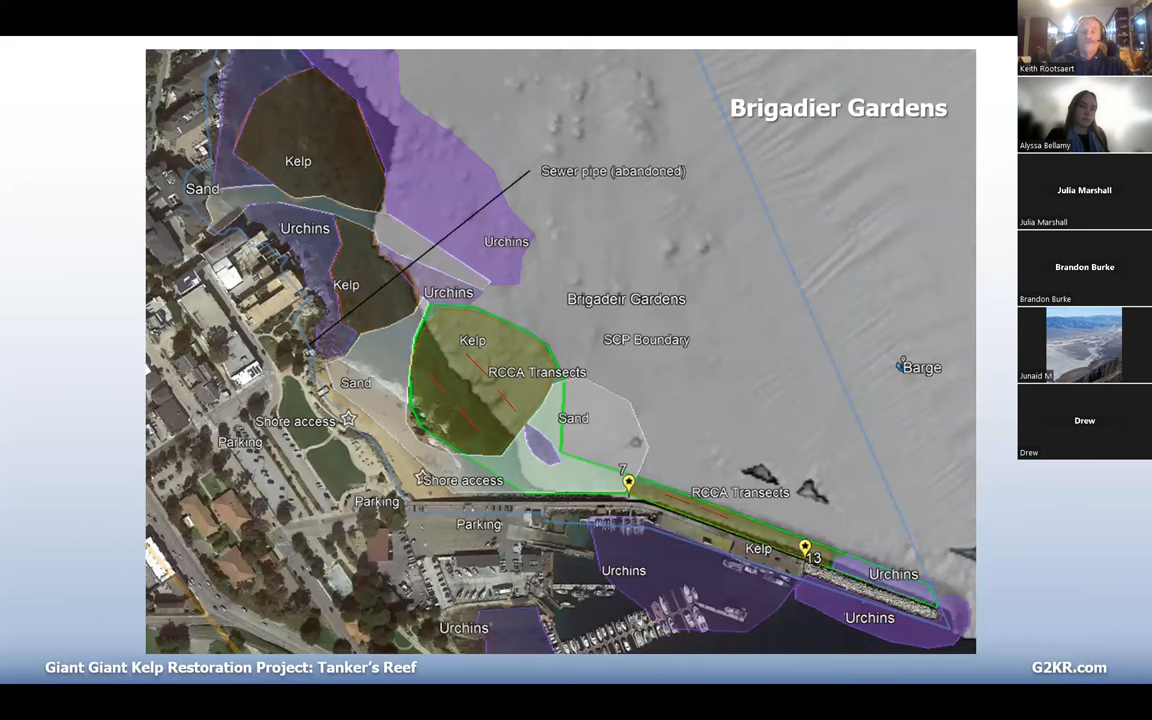 Brigadier Gardens
Kelp
Sewer pipe (abandoned)
Sand
Urchins
Urchins
Kelp
Urchins
Brigadeir Gardens
Kelp
SCP Boundary
RCCA Transects
Barge
Sand
Sand
Shore access
Parking
7
Shore access
RCCA Transects
Parking
Parking
Kelp
13
Urchins
Urchins
Urchins
Urchins
Giant Giant Kelp Restoration Project: Tanker's Reef
G2KR.com
Keith Rootsaert
Alyssa Bellamy
Julia Marshall
Julia Marshall
Brandon Burke
Brandon Burke
Junaid M
Drew
Drew